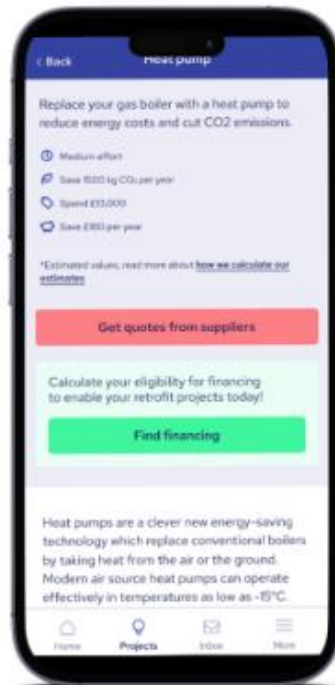 Back
Heat pump
Replace your gas boiler with a heat pump to
reduce energy costs and cut CO2 emissions.
Medium effort
Save 1500 kg CO₂ per year
Spend £13,000
Save £180 per year
*Estimated values, read more about how we calculate our
estimates
Get quotes from suppliers
Calculate your eligibility for financing
to enable your retrofit projects today!
Find financing
Heat pumps are a clever new energy-saving
technology which replace conventional boilers
by taking heat from the air or the ground.
Modern air source heat pumps can operate
effectively in temperatures as low as -15°C.
Home
Projects
Inbox
More